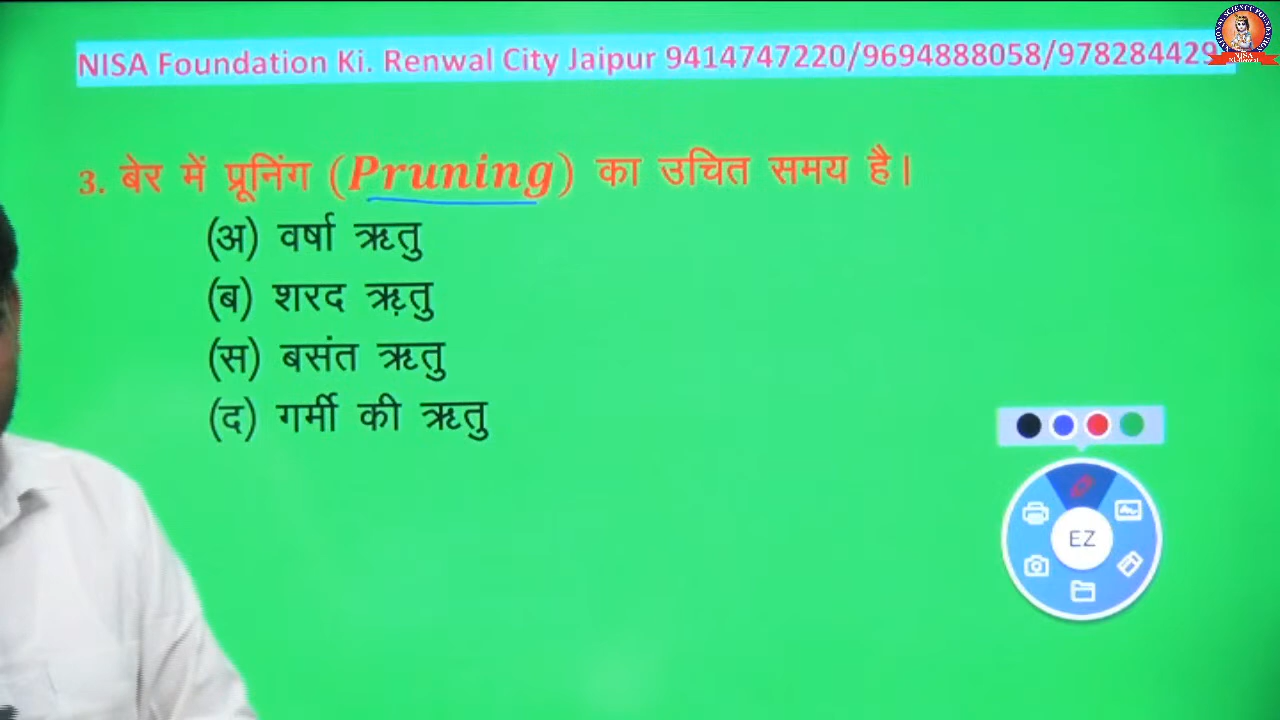 NISA Foundation Ki. Renwal City Jaipur 9414747220/9694888058/978284429
3. बेर में प्रूनिंग (Pruning) का उचित समय है।
(अ) वर्षा ऋतु
(ब) शरद ऋ़तु
(स) बसंत ऋतु
(द) गर्मी की ऋतु
EZ